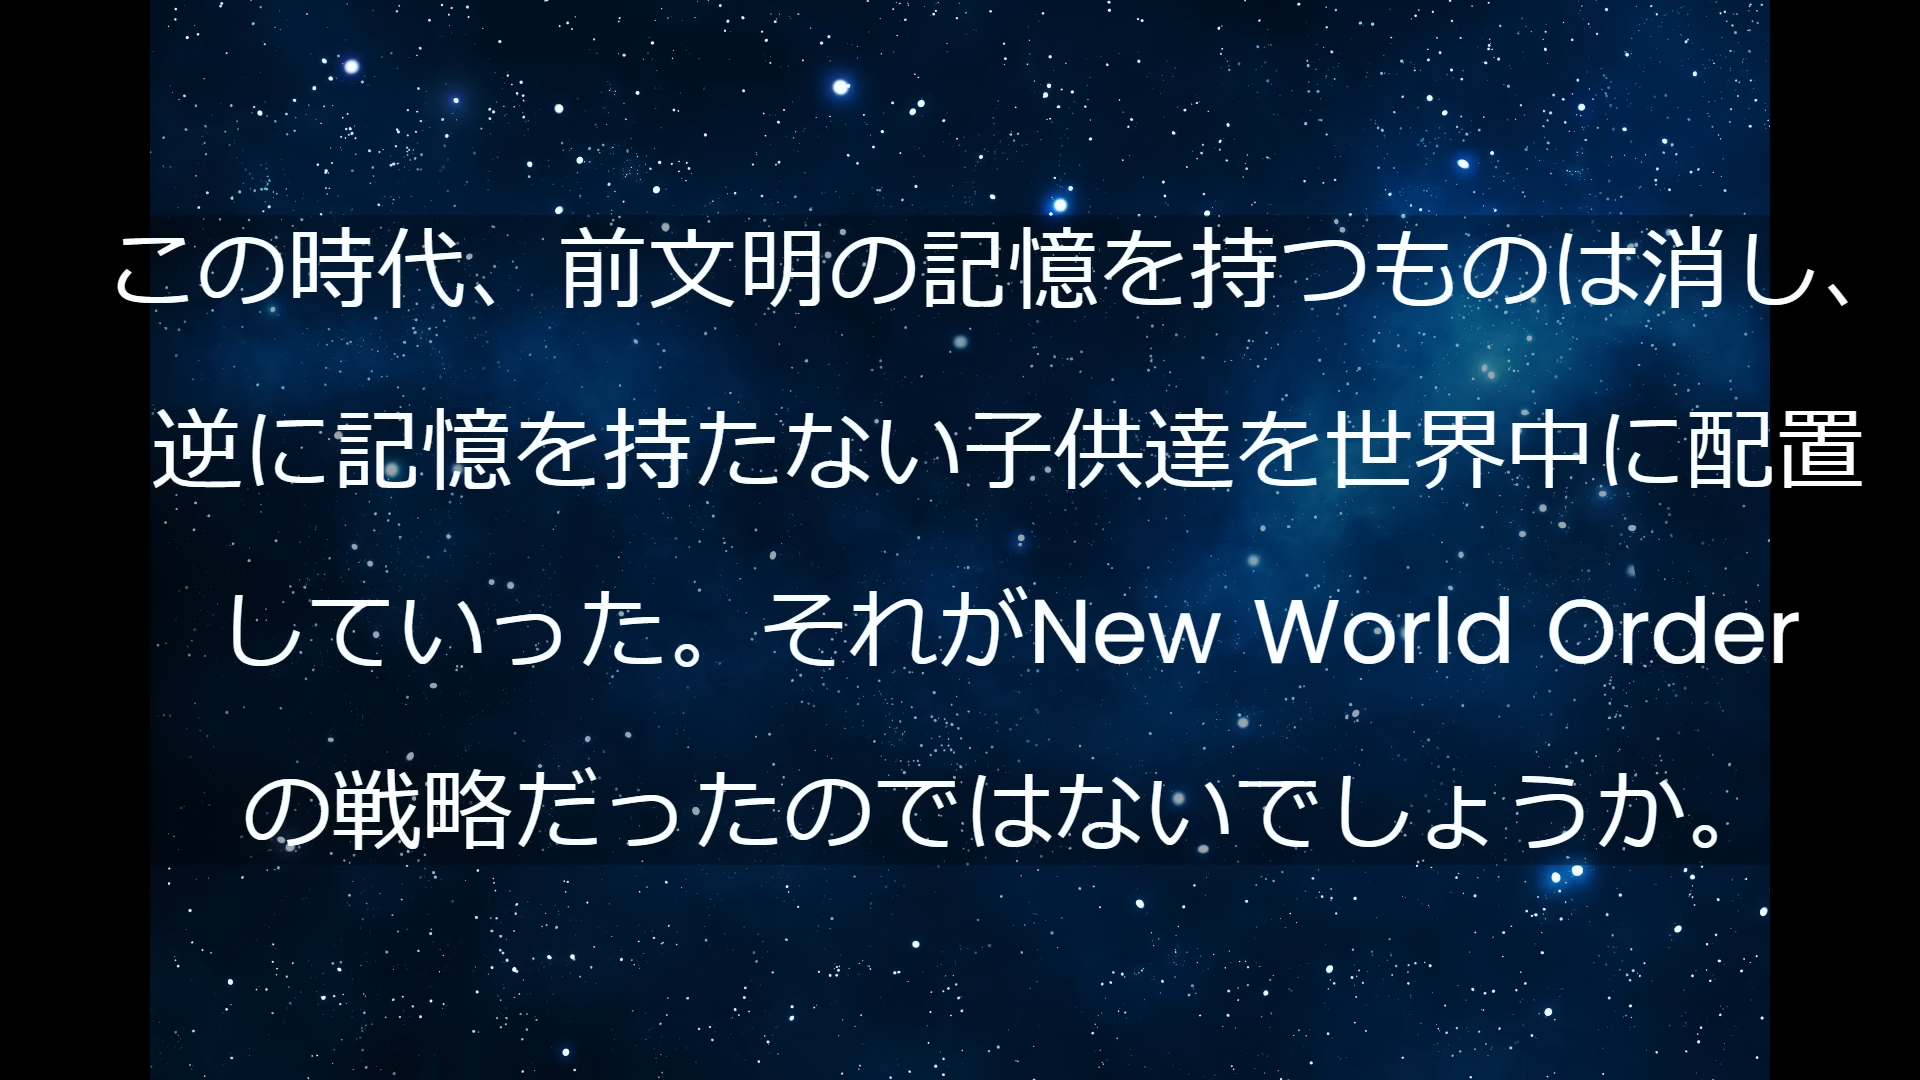 この時代、前文明の記憶を持つものは消し、
逆に記憶を持たない子供達を世界中に配置
していった。それがNew World Order
の戦略だったのではないでしょうか。